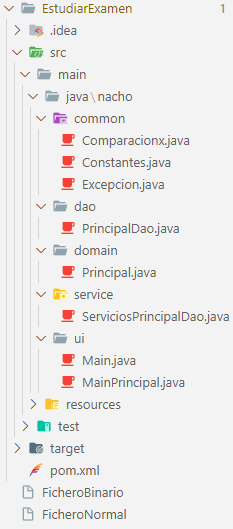 EstudiarExamen 1
.idea
src
main
java\nacho
common
Comparacionx.java
Constantes.java
Excepcion.java
dao
PrincipalDao.java
domain
Principal.java
service
ServiciosPrincipalDao.java
ui
Main.java
MainPrincipal.java
resources
test
target
pom.xml
FicheroBinario
FicheroNormal